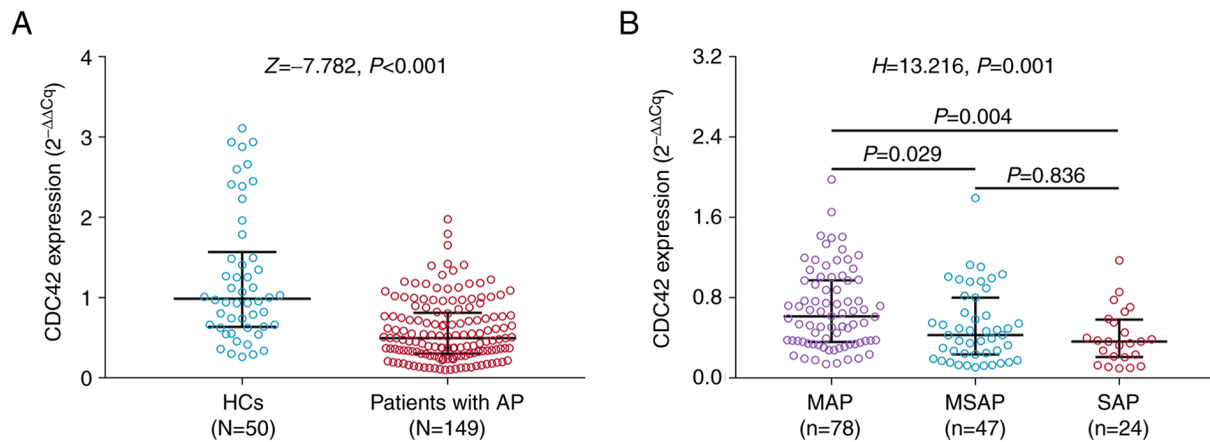 A
CDC42 expression (2⁻ΔΔCq)
4
3
2
1
0
Z=−7.782, P<0.001
HCs
(N=50)
Patients with AP
(N=149)
B
CDC42 expression (2⁻ΔΔCq)
3.2
2.4
1.6
0.8
0.0
H=13.216, P=0.001
P=0.004
P=0.029
P=0.836
MAP
(n=78)
MSAP
(n=47)
SAP
(n=24)